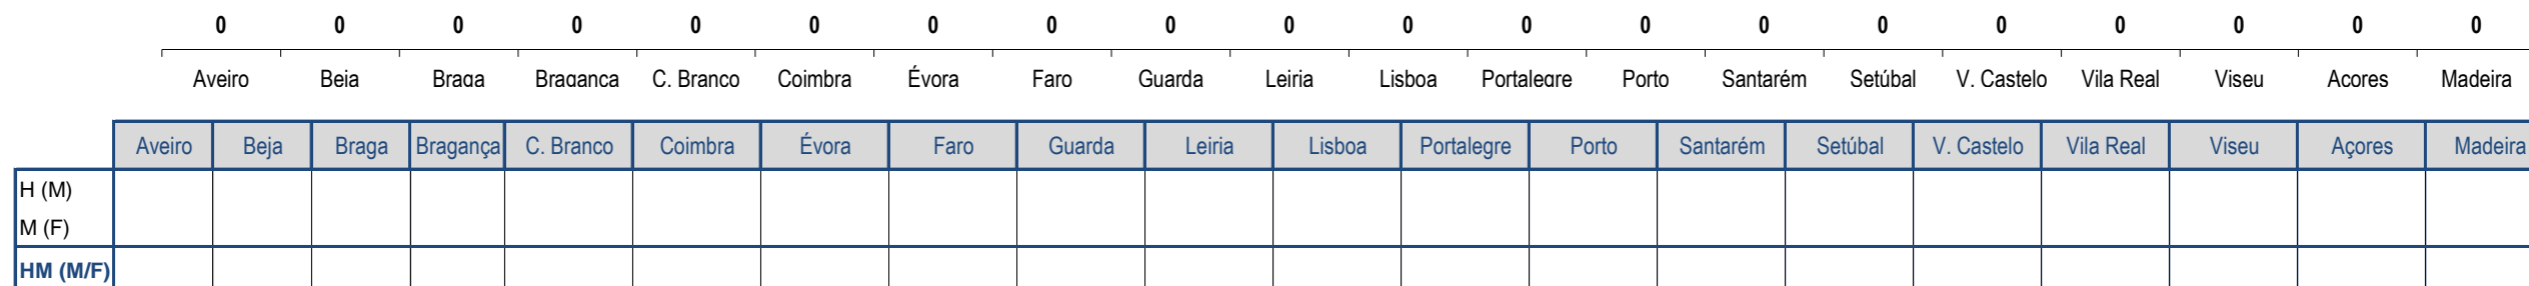 0 0 0 0 0 0 0 0 0 0 0 0 0 0 0 0 0 0 0 0
Aveiro Beja Braga Bragança C. Branco Coimbra Évora Faro Guarda Leiria Lisboa Portalegre Porto Santarém Setúbal V. Castelo Vila Real Viseu Açores Madeira
Aveiro Beja Braga Bragança C. Branco Coimbra Évora Faro Guarda Leiria Lisboa Portalegre Porto Santarém Setúbal V. Castelo Vila Real Viseu Açores Madeira
H (M)
M (F)
HM (M/F)